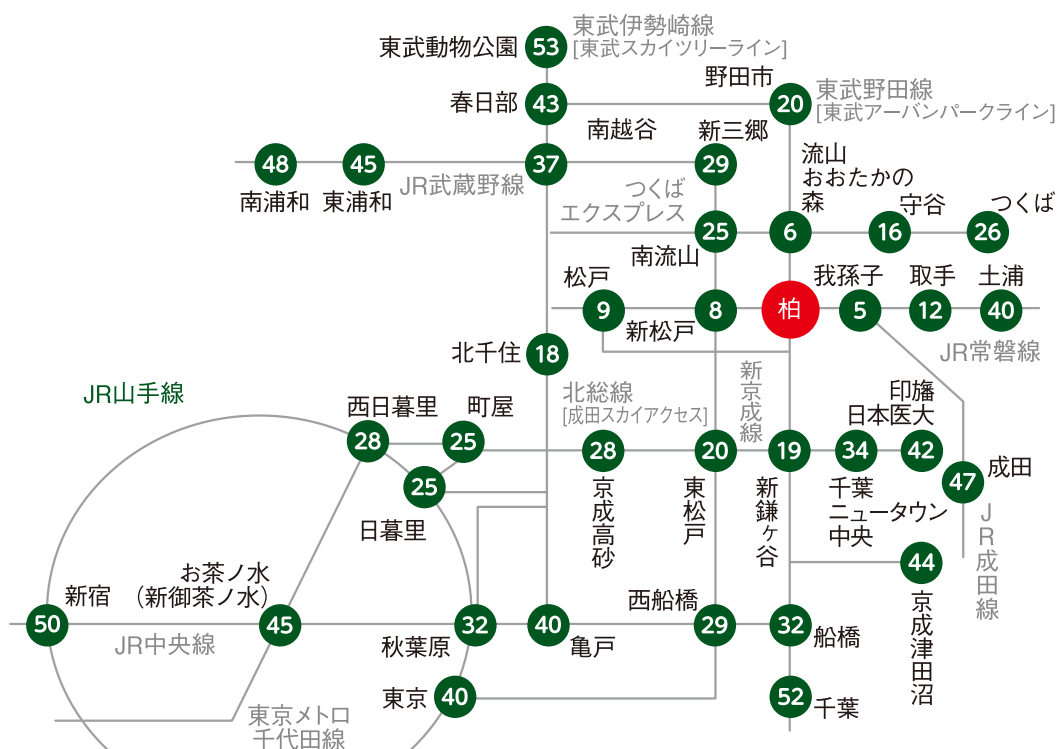 東武動物公園
53
東武伊勢崎線
[東武スカイツリーライン]
春日部
43
野田市
20
東武野田線
[東武アーバンパークライン]
南越谷
37
新三郷
29
48
南浦和
45
東浦和
JR武蔵野線
つくば
エクスプレス
流山
おおたかの
森
6
守谷
16
つくば
26
25
南流山
松戸
9
新松戸
8
柏
我孫子
5
取手
12
土浦
40
JR常磐線
北千住
18
JR山手線
西日暮里
28
町屋
25
25
日暮里
北総線
[成田スカイアクセス]
新京成線
28
京成高砂
20
東松戸
19
新鎌ヶ谷
34
千葉
ニュータウン
中央
印旛
日本医大
42
47
成田
JR成田線
44
京成津田沼
新宿
50
お茶ノ水
(新御茶ノ水)
45
JR中央線
秋葉原
32
40
亀戸
西船橋
29
32
船橋
東京
40
52
千葉
東京メトロ
千代田線